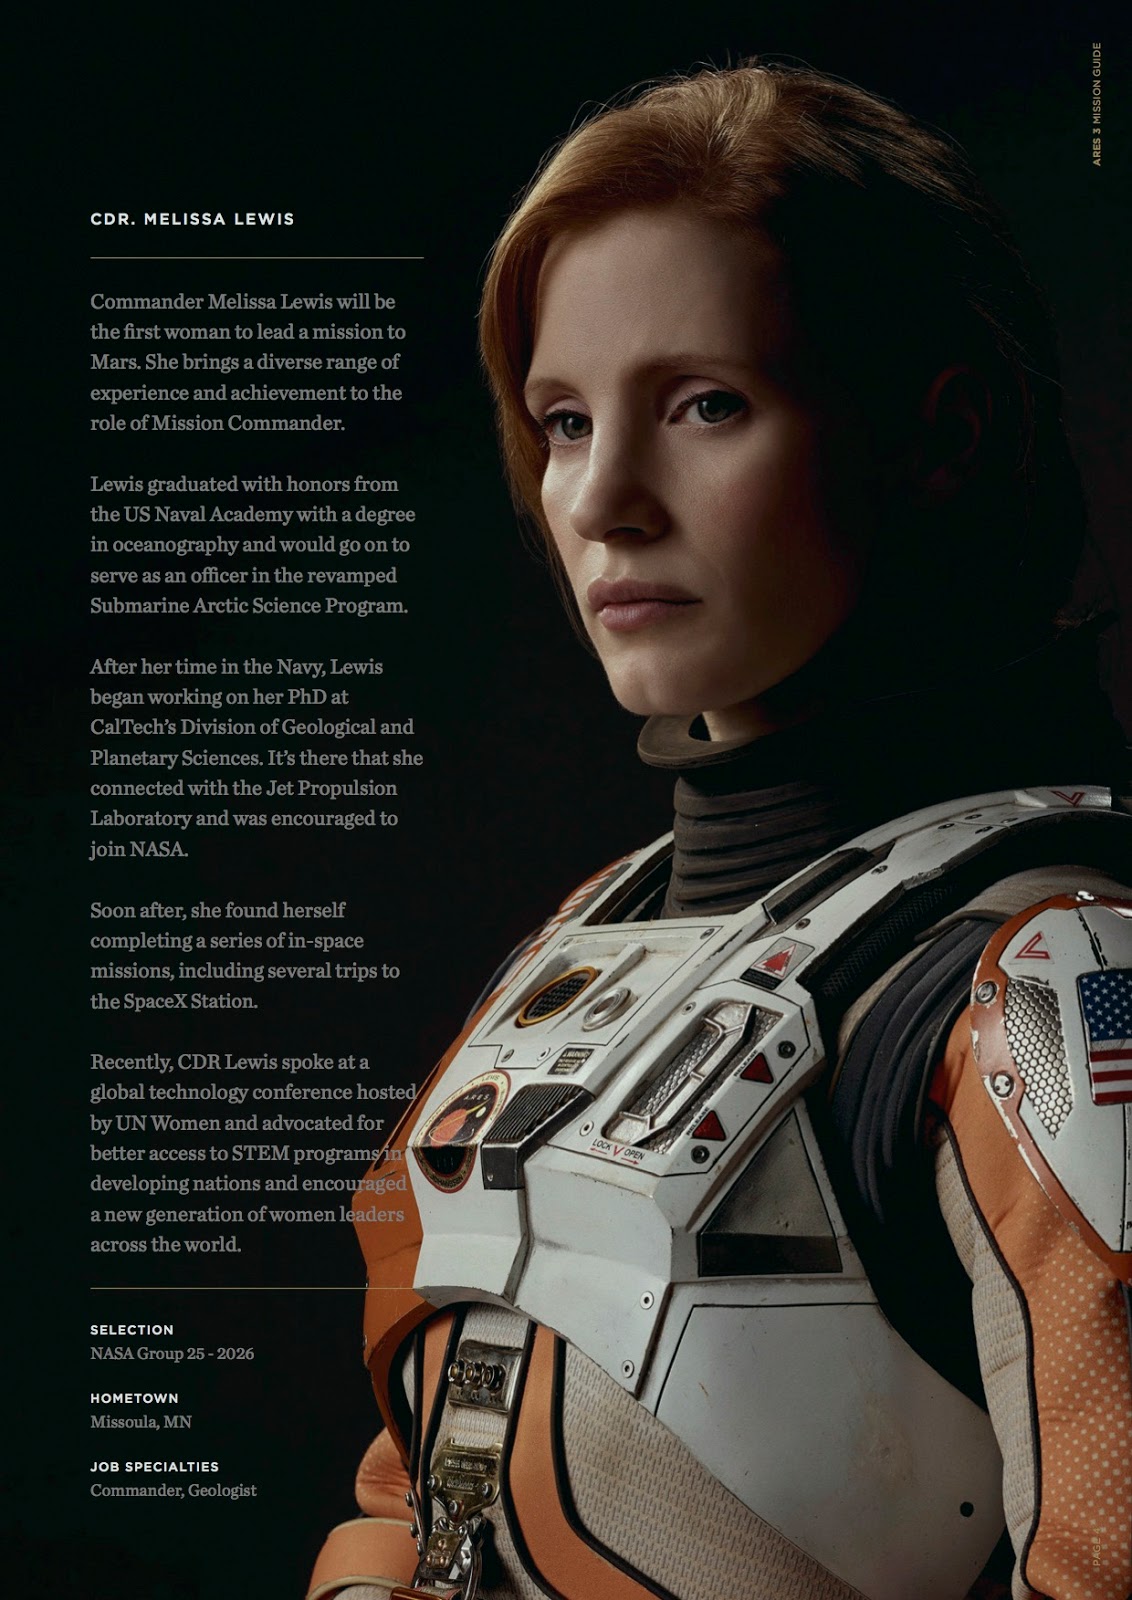 ARES 3 MISSION GUIDE
CDR. MELISSA LEWIS
Commander Melissa Lewis will be
the first woman to lead a mission to
Mars. She brings a diverse range of
experience and achievement to the
role of Mission Commander.
Lewis graduated with honors from
the US Naval Academy with a degree
in oceanography and would go on to
serve as an officer in the revamped
Submarine Arctic Science Program.
After her time in the Navy, Lewis
began working on her PhD at
CalTech’s Division of Geological and
Planetary Sciences. It’s there that she
connected with the Jet Propulsion
Laboratory and was encouraged to
join NASA.
Soon after, she found herself
completing a series of in-space
missions, including several trips to
the SpaceX Station.
Recently, CDR Lewis spoke at a
global technology conference hosted
by UN Women and advocated for
better access to STEM programs in
developing nations and encouraged
a new generation of women leaders
across the world.
SELECTION
NASA Group 25 - 2026
HOMETOWN
Missoula, MN
JOB SPECIALTIES
Commander, Geologist
LEWIS
ARES
III
WARNING
LOCK OPEN
PAGE